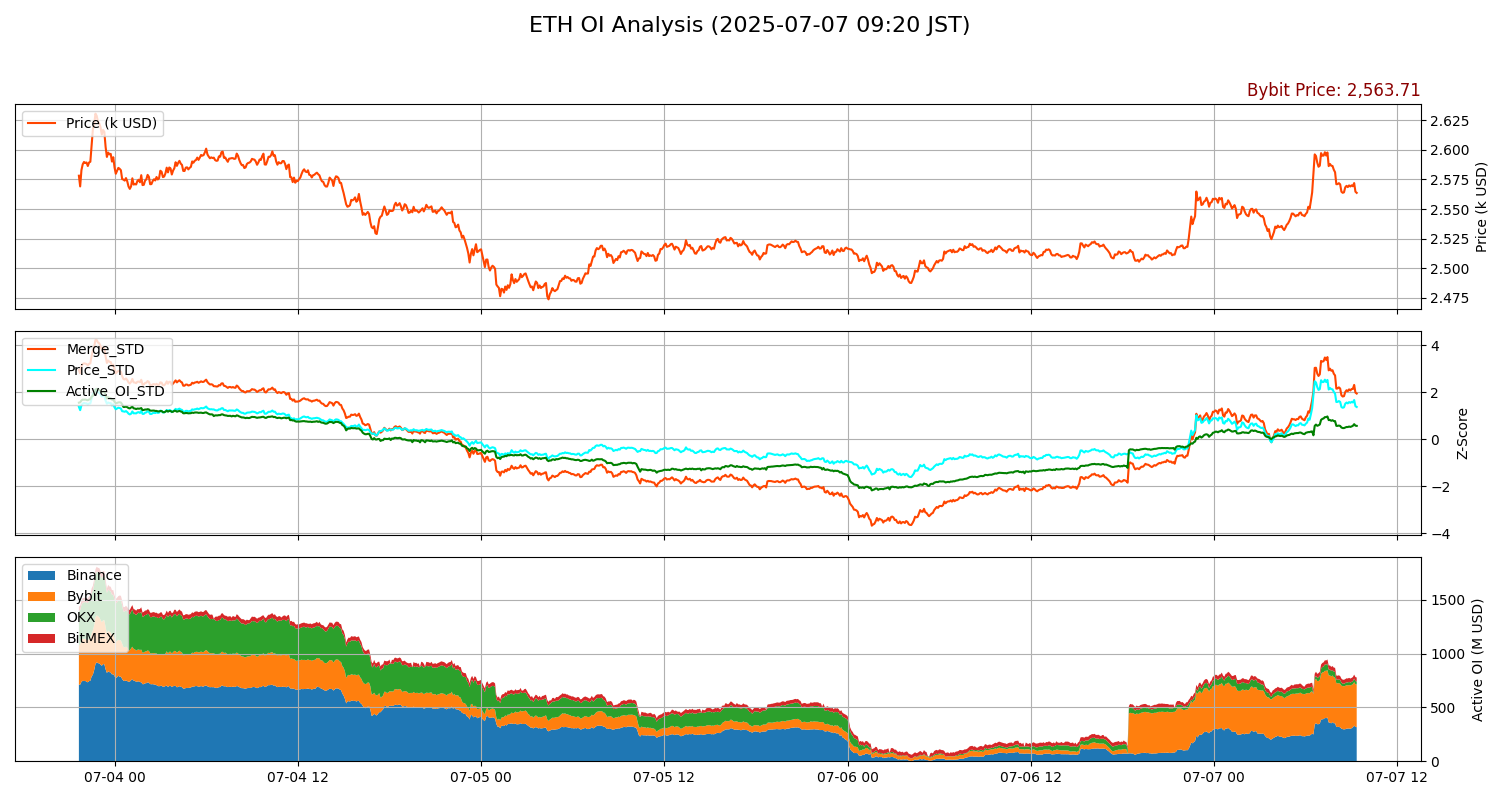 ETH OI Analysis (2025-07-07 09:20 JST)
Bybit Price: 2,563.71
Price (k USD)
2.625
2.600
2.575
2.550
2.525
2.500
2.475
Price (k USD)
Merge_STD
Price_STD
Active_OI_STD
4
2
0
−2
−4
Z-Score
Binance
Bybit
OKX
BitMEX
1500
1000
500
0
Active OI (M USD)
07-04 00
07-04 12
07-05 00
07-05 12
07-06 00
07-06 12
07-07 00
07-07 12